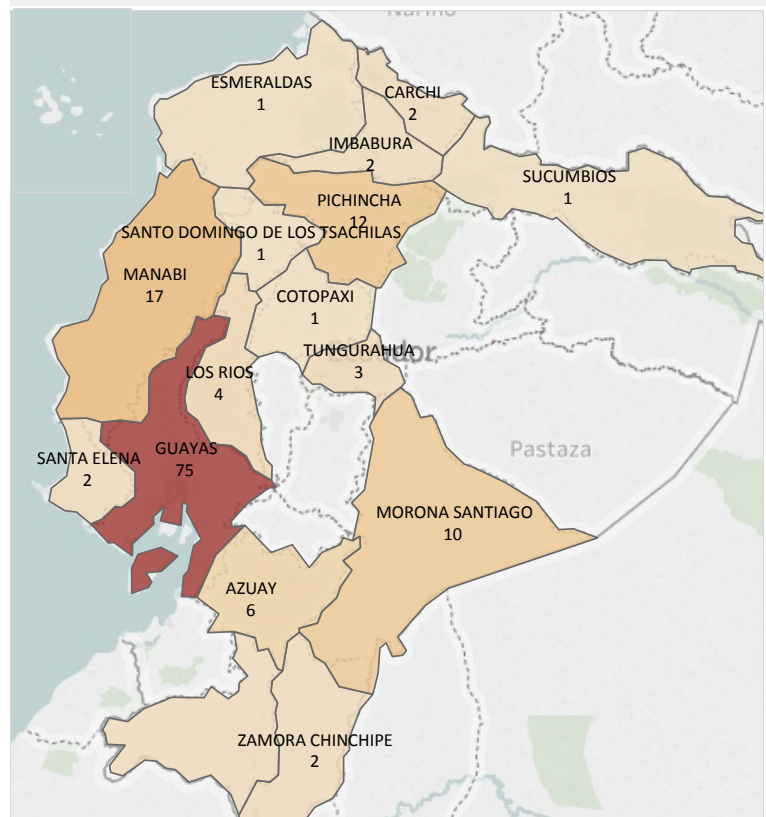 ESMERALDAS
1
CARCHI
2
IMBABURA
2
SUCUMBIOS
1
PICHINCHA
12
SANTO DOMINGO DE LOS TSACHILAS
1
MANABI
17
COTOPAXI
1
TUNGURAHUA
3
LOS RIOS
4
GUAYAS
75
SANTA ELENA
2
Pastaza
MORONA SANTIAGO
10
AZUAY
6
ZAMORA CHINCHIPE
2